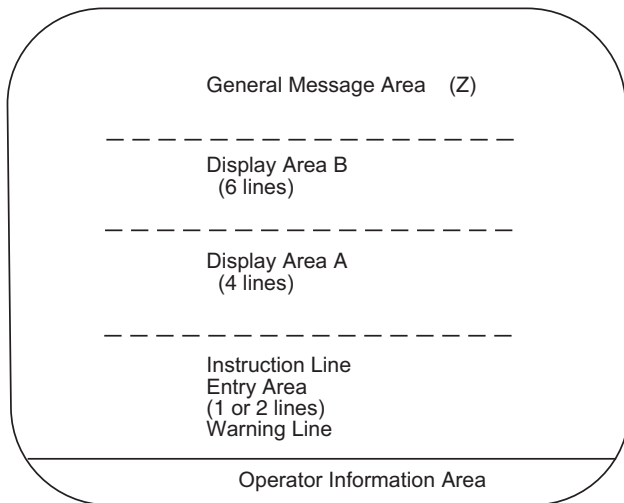 General Message Area (Z)
Display Area B
(6 lines)
Display Area A
(4 lines)
Instruction Line
Entry Area
(1 or 2 lines)
Warning Line
Operator Information Area